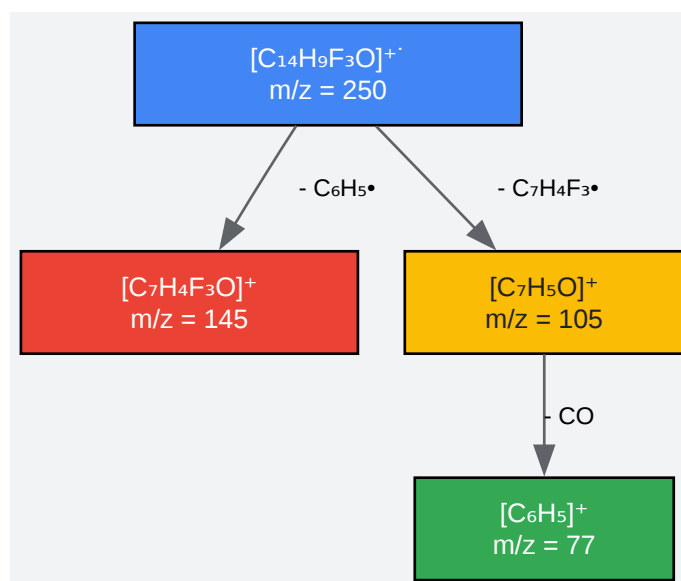 [C₁₄H₉F₃O]⁺˙
m/z = 250
- C₆H₅•
- C₇H₄F₃•
[C₇H₄F₃O]⁺
m/z = 145
[C₇H₅O]⁺
m/z = 105
- CO
[C₆H₅]⁺
m/z = 77